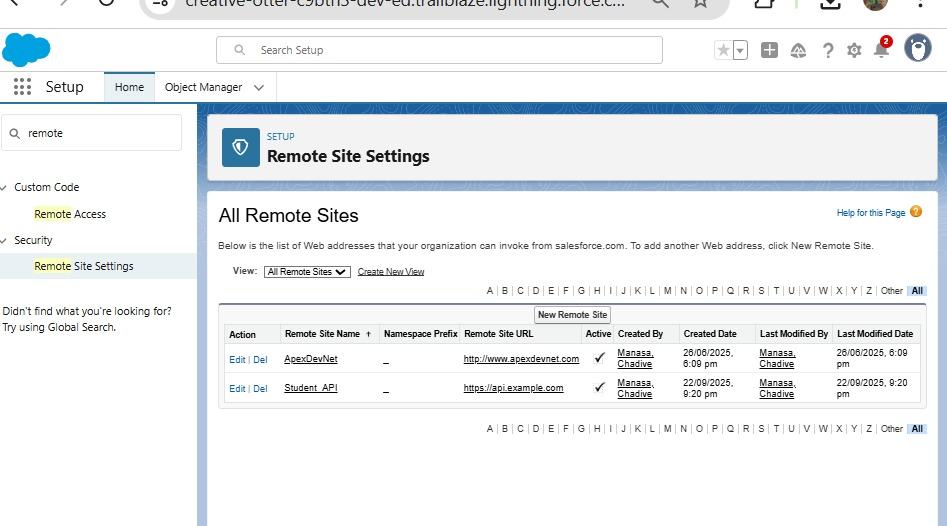 creative-otter-c9bth3-dev-ed.trailblaze.lightning.force.c...
Search Setup
2
Setup
Home
Object Manager
remote
Custom Code
Remote Access
Security
Remote Site Settings
Didn't find what you're looking for?
Try using Global Search.
SETUP
Remote Site Settings
All Remote Sites
Help for this Page ?
Below is the list of Web addresses that your organization can invoke from salesforce.com. To add another Web address, click New Remote Site.
View: All Remote Sites Create New View
A | B | C | D | E | F | G | H | I | J | K | L | M | N | O | P | Q | R | S | T | U | V | W | X | Y | Z | Other All
New Remote Site
Action Remote Site Name ↑ Namespace Prefix Remote Site URL Active Created By Created Date Last Modified By Last Modified Date
Edit | Del ApexDevNet _ http://www.apexdevnet.com ✓ Manasa, Chadive 26/06/2025, 6:09 pm Manasa, Chadive 26/06/2025, 6:09 pm
Edit | Del Student_API _ https://api.example.com ✓ Manasa, Chadive 22/09/2025, 9:20 pm Manasa, Chadive 22/09/2025, 9:20 pm
A | B | C | D | E | F | G | H | I | J | K | L | M | N | O | P | Q | R | S | T | U | V | W | X | Y | Z | Other All